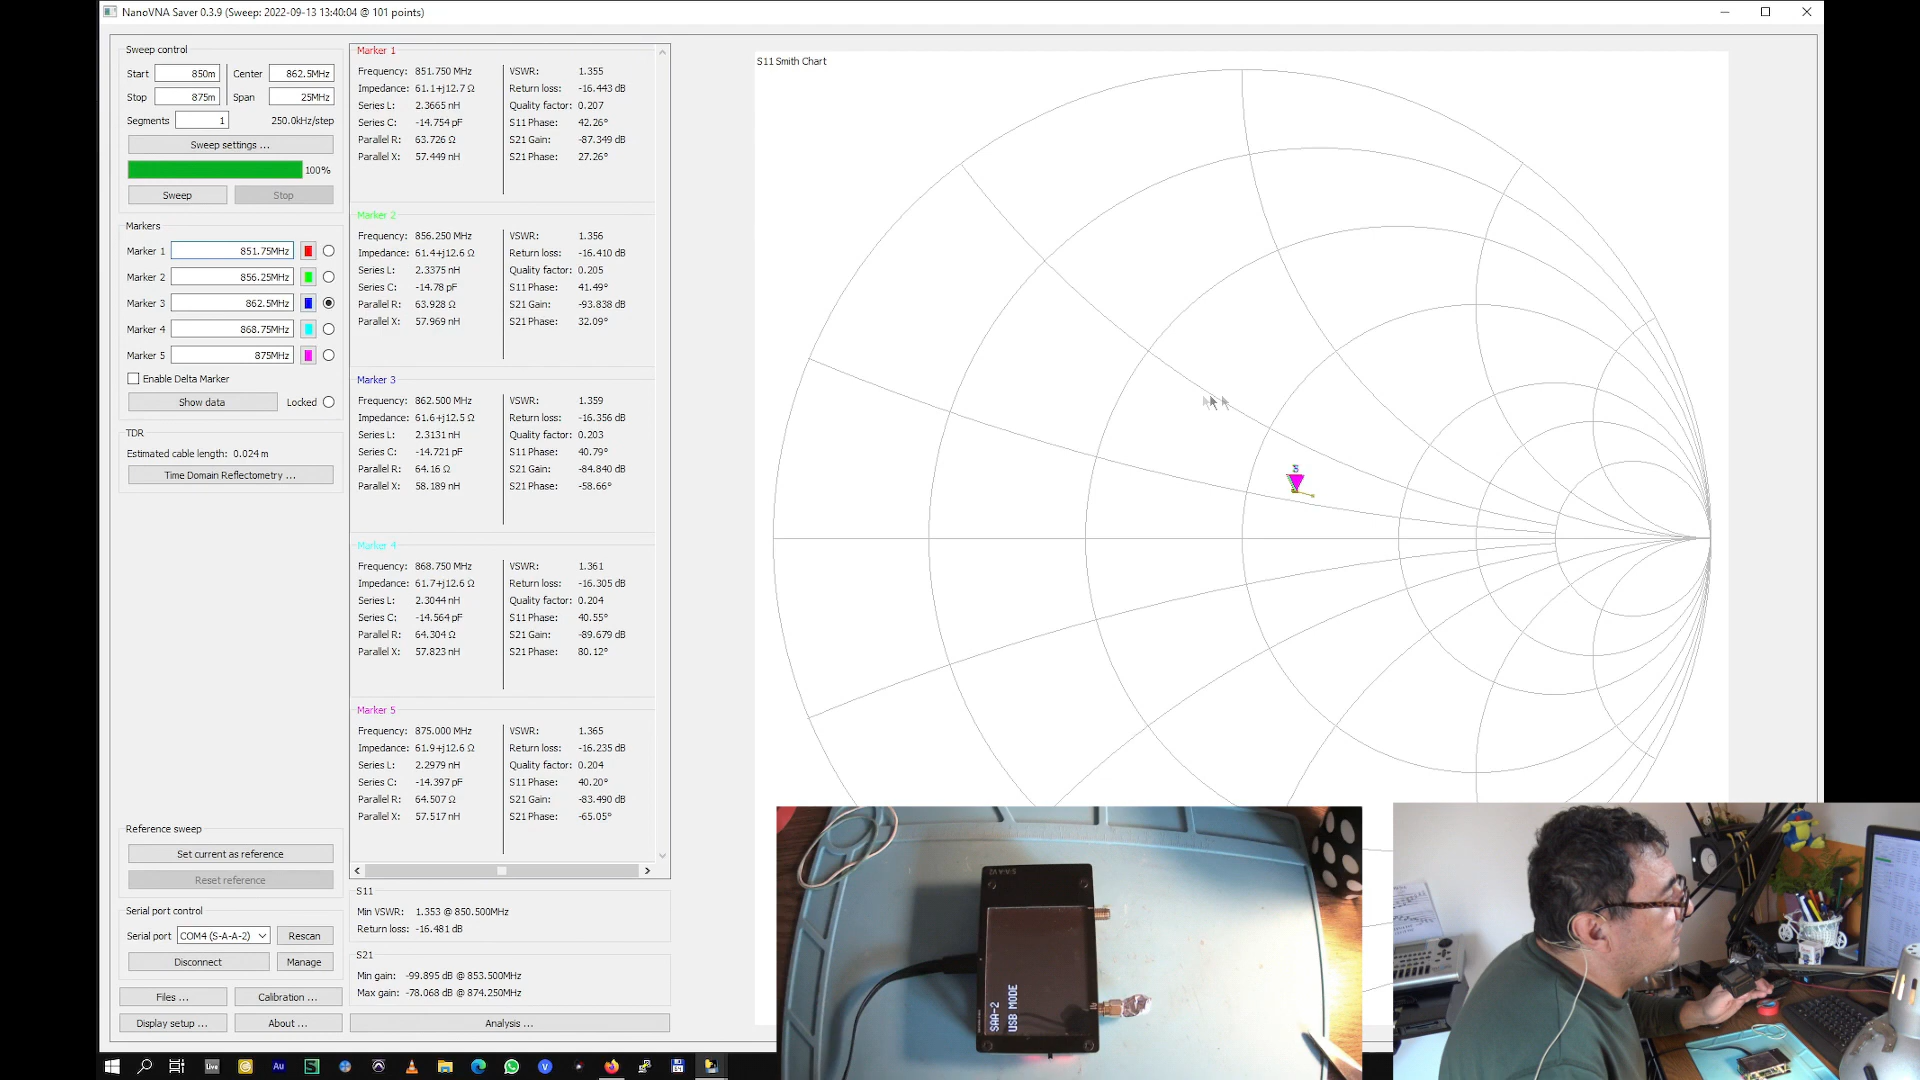 NanoVNA Saver 0.3.9 (Sweep: 2022-09-13 13:40:04 @ 101 points)
Sweep control
Start 850m Center 862.5MHz
Stop 875m Span 25MHz
Segments 1 250.0kHz/step
Sweep settings ...
100%
Sweep Stop
Markers
Marker 1 851.75MHz
Marker 2 856.25MHz
Marker 3 862.5MHz
Marker 4 868.75MHz
Marker 5 875MHz
Enable Delta Marker
Show data Locked
TDR
Estimated cable length: 0.024 m
Time Domain Reflectometry ...
Reference sweep
Set current as reference
Reset reference
Serial port control
Serial port COM4 (S-A-A-2) Rescan
Disconnect Manage
Files ... Calibration ...
Display setup ... About ...
Marker 1
Frequency: 851.750 MHz VSWR: 1.355
Impedance: 61.1+j12.7 Ω Return loss: -16.443 dB
Series L: 2.3665 nH Quality factor: 0.207
Series C: -14.754 pF S11 Phase: 42.26°
Parallel R: 63.726 Ω S21 Gain: -87.349 dB
Parallel X: 57.449 nH S21 Phase: 27.26°
Marker 2
Frequency: 856.250 MHz VSWR: 1.356
Impedance: 61.4+j12.6 Ω Return loss: -16.410 dB
Series L: 2.3375 nH Quality factor: 0.205
Series C: -14.78 pF S11 Phase: 41.49°
Parallel R: 63.928 Ω S21 Gain: -93.838 dB
Parallel X: 57.969 nH S21 Phase: 32.09°
Marker 3
Frequency: 862.500 MHz VSWR: 1.359
Impedance: 61.6+j12.5 Ω Return loss: -16.356 dB
Series L: 2.3131 nH Quality factor: 0.203
Series C: -14.721 pF S11 Phase: 40.79°
Parallel R: 64.16 Ω S21 Gain: -84.840 dB
Parallel X: 58.189 nH S21 Phase: -58.66°
Marker 4
Frequency: 868.750 MHz VSWR: 1.361
Impedance: 61.7+j12.6 Ω Return loss: -16.305 dB
Series L: 2.3044 nH Quality factor: 0.204
Series C: -14.564 pF S11 Phase: 40.55°
Parallel R: 64.304 Ω S21 Gain: -89.679 dB
Parallel X: 57.823 nH S21 Phase: 80.12°
Marker 5
Frequency: 875.000 MHz VSWR: 1.365
Impedance: 61.9+j12.6 Ω Return loss: -16.235 dB
Series L: 2.2979 nH Quality factor: 0.204
Series C: -14.397 pF S11 Phase: 40.20°
Parallel R: 64.507 Ω S21 Gain: -83.490 dB
Parallel X: 57.517 nH S21 Phase: -65.05°
S11
Min VSWR: 1.353 @ 850.500MHz
Return loss: -16.481 dB
S21
Min gain: -99.895 dB @ 853.500MHz
Max gain: -78.068 dB @ 874.250MHz
Analysis ...
S11 Smith Chart
SAA-2
USB MODE
Live
Au